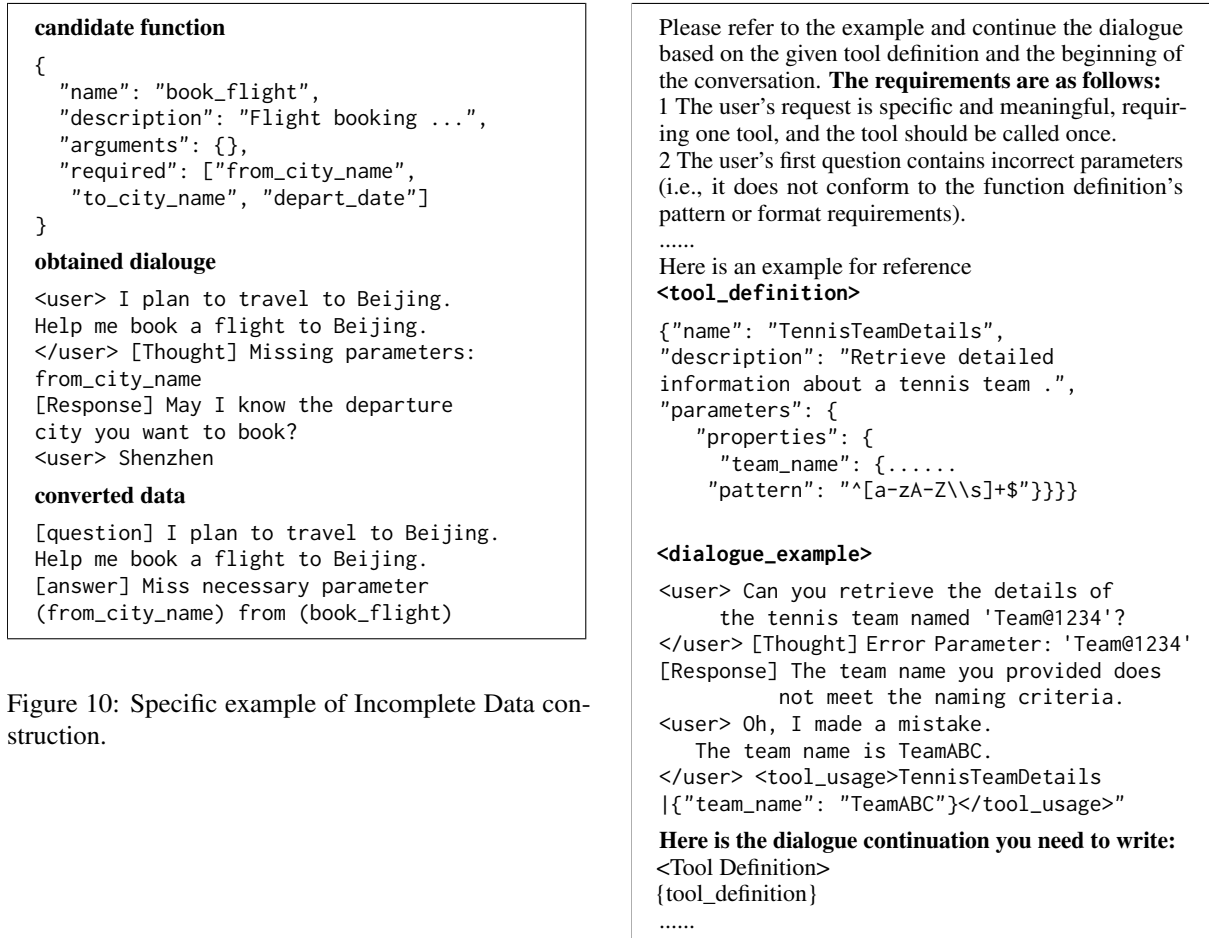 candidate function
{
"name": "book_flight",
"description": "Flight booking ...",
"arguments": {},
"required": ["from_city_name",
"to_city_name", "depart_date"]
}
obtained dialouge
<user> I plan to travel to Beijing.
Help me book a flight to Beijing.
</user> [Thought] Missing parameters:
from_city_name
[Response] May I know the departure
city you want to book?
<user> Shenzhen
converted data
[question] I plan to travel to Beijing.
Help me book a flight to Beijing.
[answer] Miss necessary parameter
(from_city_name) from (book_flight)
Figure 10: Specific example of Incomplete Data con-
struction.
Please refer to the example and continue the dialogue
based on the given tool definition and the beginning of
the conversation. The requirements are as follows:
1 The user's request is specific and meaningful, requir-
ing one tool, and the tool should be called once.
2 The user's first question contains incorrect parameters
(i.e., it does not conform to the function definition's
pattern or format requirements).
......
Here is an example for reference
<tool_definition>
{"name": "TennisTeamDetails",
"description": "Retrieve detailed
information about a tennis team .",
"parameters": {
"properties": {
"team_name": {......
"pattern": "^[a-zA-Z\\s]+$"}}}}
<dialogue_example>
<user> Can you retrieve the details of
the tennis team named 'Team@1234'?
</user> [Thought] Error Parameter: 'Team@1234'
[Response] The team name you provided does
not meet the naming criteria.
<user> Oh, I made a mistake.
The team name is TeamABC.
</user> <tool_usage>TennisTeamDetails
|{"team_name": "TeamABC"}</tool_usage>"
Here is the dialogue continuation you need to write:
<Tool Definition>
{tool_definition}
......